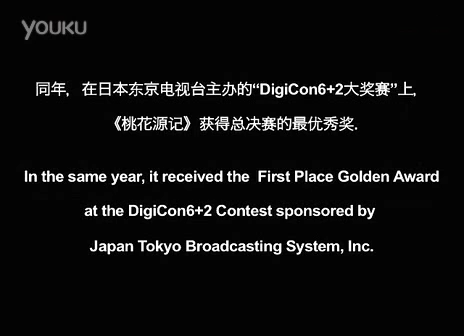 YOUKU
同年，在日本东京电视台主办的“DigiCon6+2大奖赛”上，
《桃花源记》获得总决赛的最优秀奖.
In the same year, it received the First Place Golden Award
at the DigiCon6+2 Contest sponsored by
Japan Tokyo Broadcasting System, Inc.